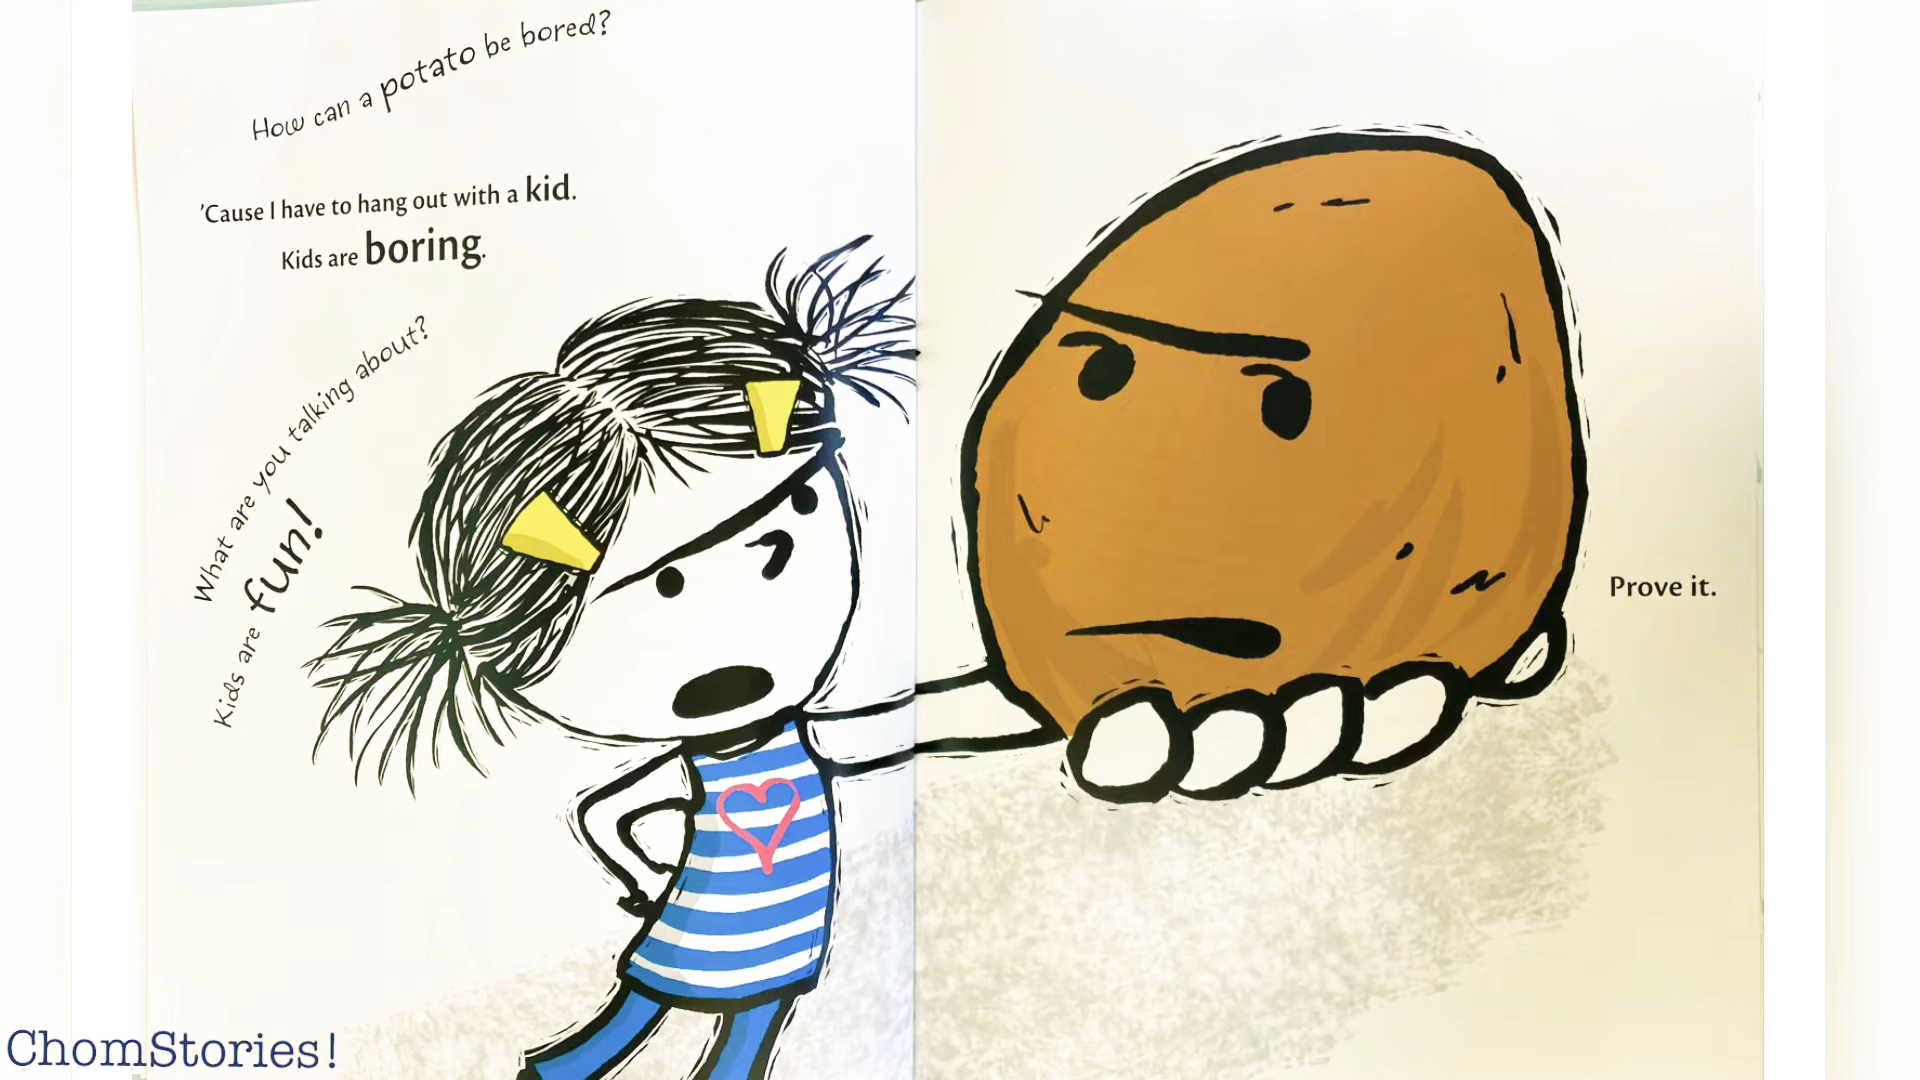 How can a potato be bored?
'Cause I have to hang out with a kid.
Kids are boring.
What are you talking about?
Kids are fun!
Prove it.
ChomStories!